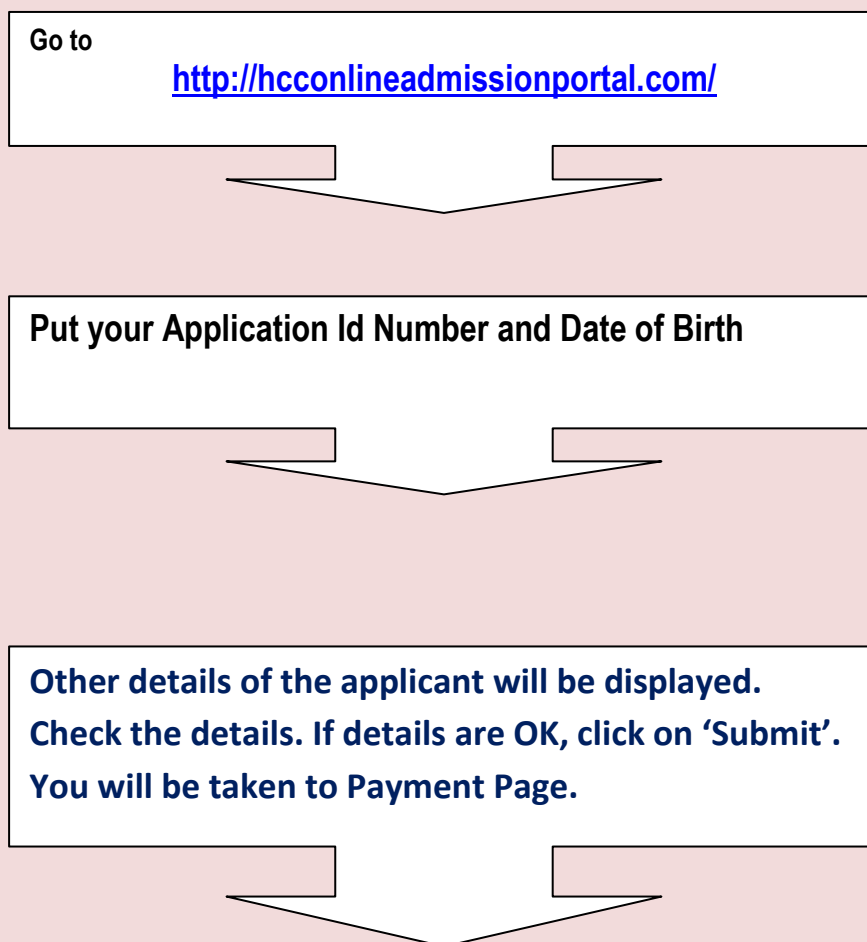 Go to
http://hcconlineadmissionportal.com/
Put your Application Id Number and Date of Birth
Other details of the applicant will be displayed.
Check the details. If details are OK, click on ‘Submit’.
You will be taken to Payment Page.